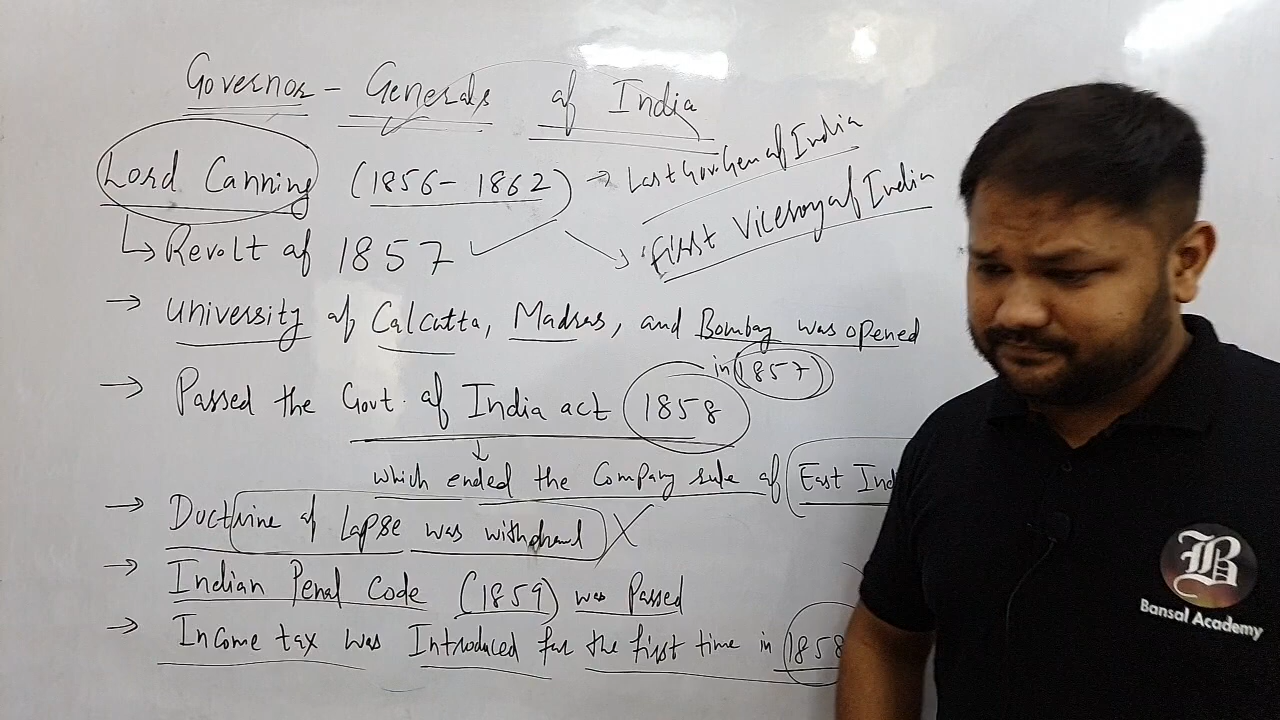 Governor-Generals of India
Lord Canning (1856-1862) → Last Gov. Gen of India
First Viceroy of India
↳ Revolt of 1857
→ University of Calcutta, Madras, and Bombay was opened
in 1857
→ Passed the Govt. of India act 1858
which ended the Company rule of East Ind
→ Doctrine of Lapse was withdrawl
→ Indian Penal Code (1859) was Passed
→ Income tax was Introduced for the first time in 1858
B
Bansal Academy